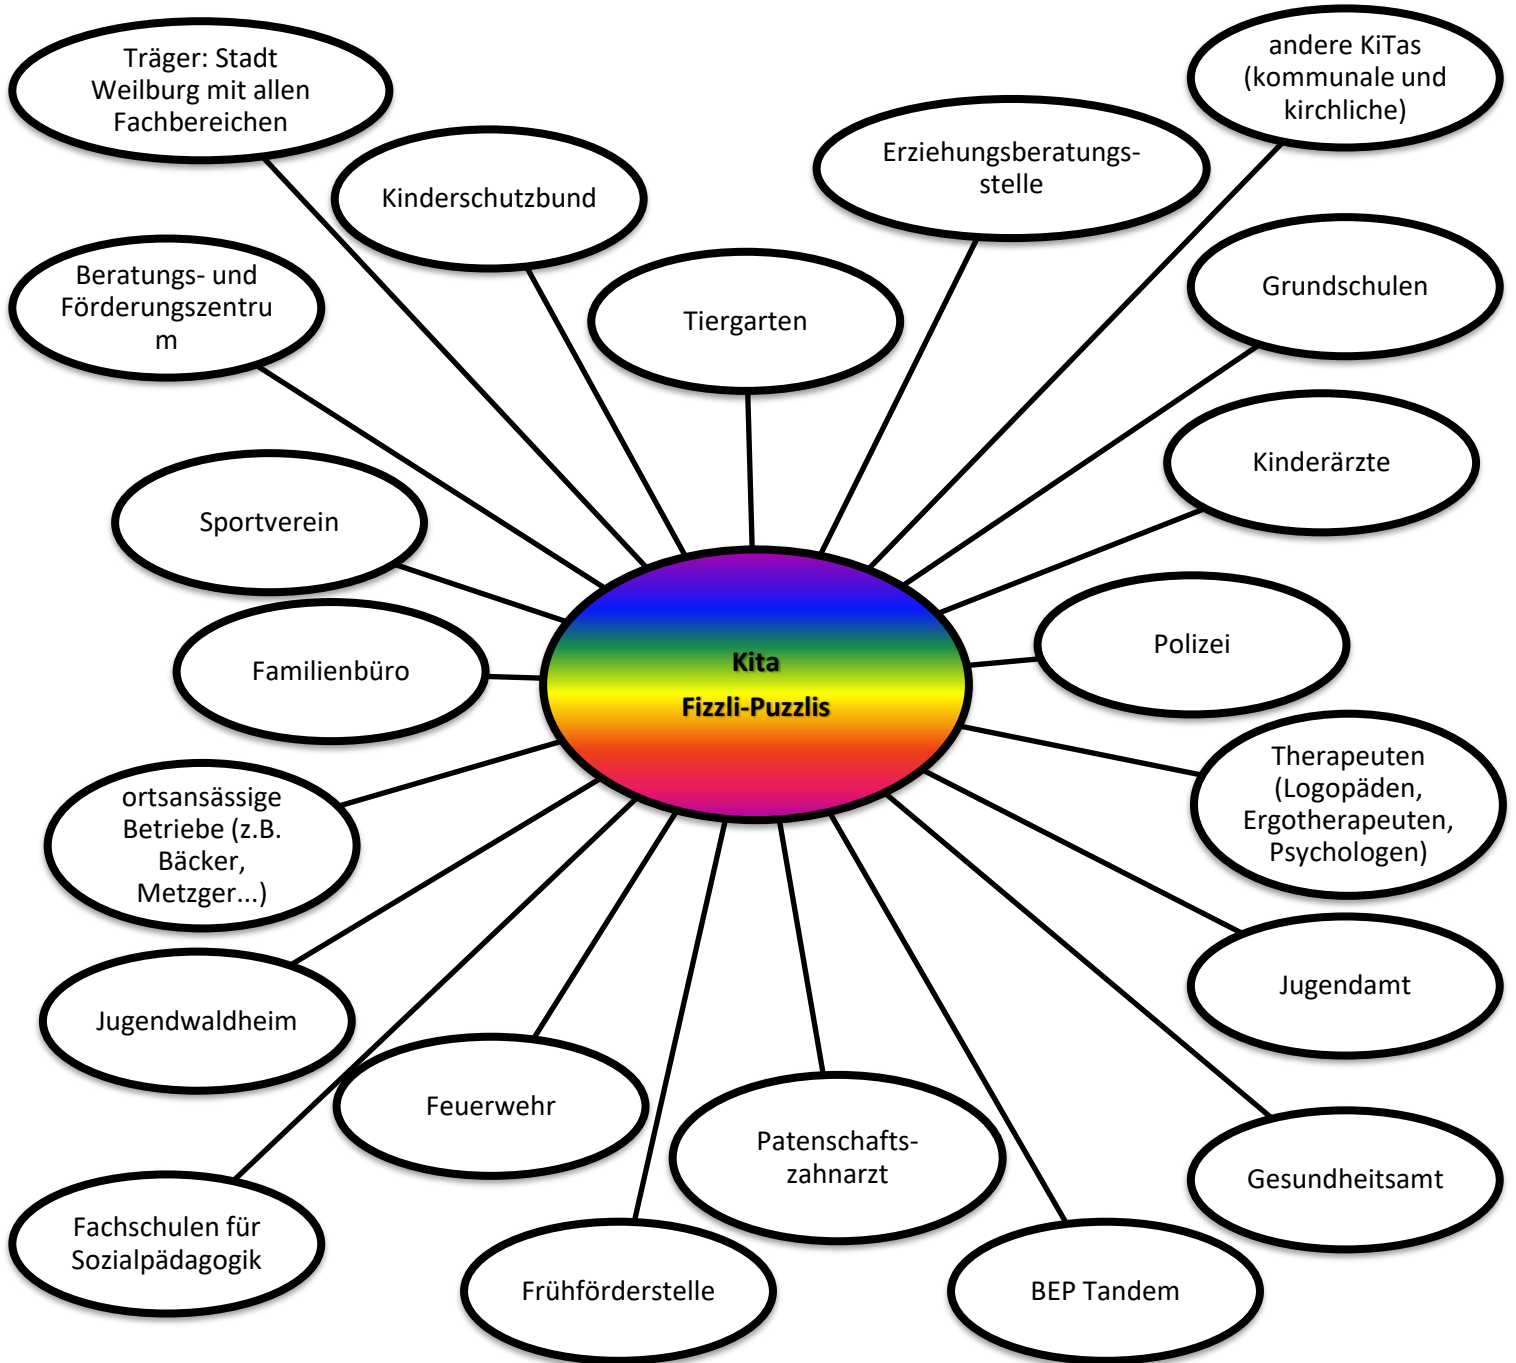 Träger: Stadt
Weilburg mit allen
Fachbereichen
andere KiTas
(kommunale und
kirchliche)
Kinderschutzbund
Erziehungsberatungs-
stelle
Beratungs- und
Förderungszentru
m
Tiergarten
Grundschulen
Sportverein
Kinderärzte
Familienbüro
Kita
Fizzli-Puzzlis
Polizei
ortsansässige
Betriebe (z.B.
Bäcker,
Metzger...)
Therapeuten
(Logopäden,
Ergotherapeuten,
Psychologen)
Jugendwaldheim
Jugendamt
Feuerwehr
Patenschafts-
zahnarzt
Gesundheitsamt
Fachschulen für
Sozialpädagogik
Frühförderstelle
BEP Tandem